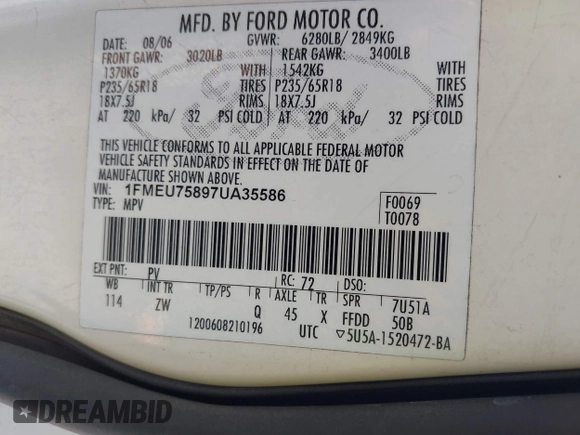 MFD. BY FORD MOTOR CO.
DATE: 08/06 GVWR: 6280LB/ 2849KG
FRONT GAWR: 3020LB REAR GAWR: 3400LB
1370KG WITH 1542KG WITH
P235/65R18 TIRES P235/65R18 TIRES
18X7.5J RIMS 18X7.5J RIMS
AT 220 kPa/ 32 PSI COLD AT 220 kPa/ 32 PSI COLD
Ford
THIS VEHICLE CONFORMS TO ALL APPLICABLE FEDERAL MOTOR
VEHICLE SAFETY STANDARDS IN EFFECT ON THE DATE OF
MANUFACTURE SHOWN ABOVE.
VIN: 1FMEU75897UA35586 F0069
TYPE: MPV T0078
EXT PNT: PV RC: 72 DSO:
WB INT TR TP/PS R AXLE TR SPR 7U51A
114 ZW Q 45 X FFDD 50B
1200608210196 UTC ▽5U5A-1520472-BA
DREAMBID